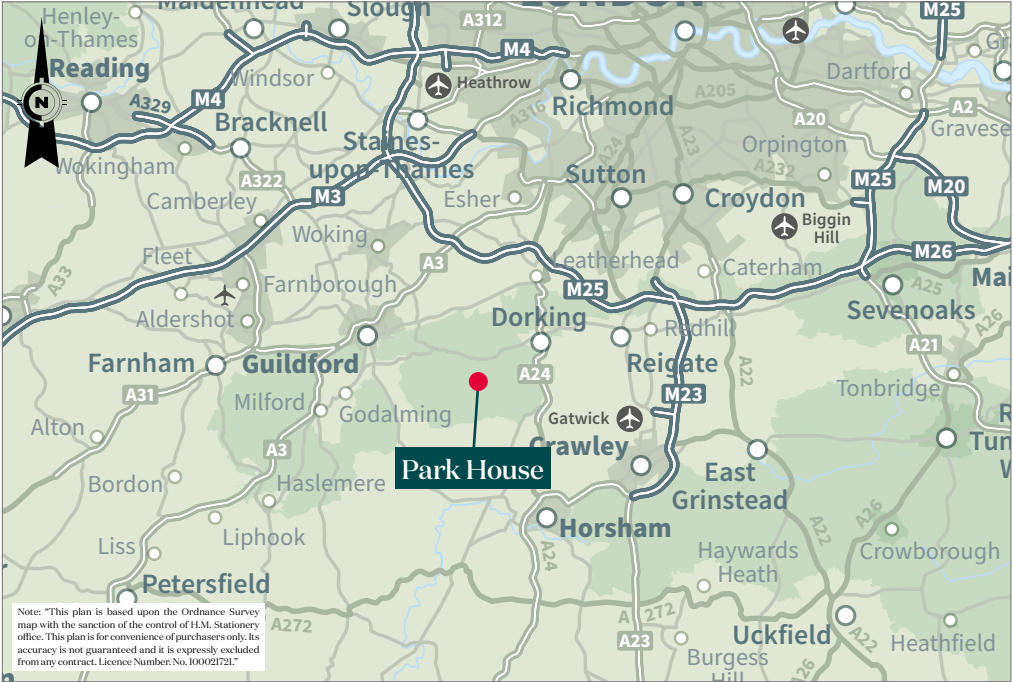 Maidenhead
Slough
A312
LONDON
M25
Henley-
on-Thames
M4
Gr
Reading
Windsor
Heathrow
Dartford
N
A329
M4
Richmond
A205
A2
A316
A20
Gravese
Bracknell
Staines-
upon-Thames
A24
A23
Orpington
Wokingham
A232
A322
Sutton
M25
M20
M3
Camberley
Esher
Croydon
Biggin
Hill
Woking
M26
Fleet
A3
Leatherhead
Caterham
A33
Farnborough
M25
A25
Mai
Sevenoaks
Aldershot
Dorking
Redhill
A26
A21
Farnham
Guildford
Reigate
A24
A22
Tonbridge
A31
Milford
M23
Godalming
Gatwick
R
Alton
Crawley
Tun
W
A3
Park House
East
Grinstead
Bordon
Haslemere
A26
Liphook
Horsham
A22
Liss
A24
Haywards
Heath
Crowborough
Petersfield
A272
A272
A23
Uckfield
A22
Heathfield
Burgess
Hill
A26
Note: "This plan is based upon the Ordnance Survey
map with the sanction of the control of H.M. Stationery
office. This plan is for convenience of purchasers only. Its
accuracy is not guaranteed and it is expressly excluded
from any contract. Licence Number. No. 100021721."